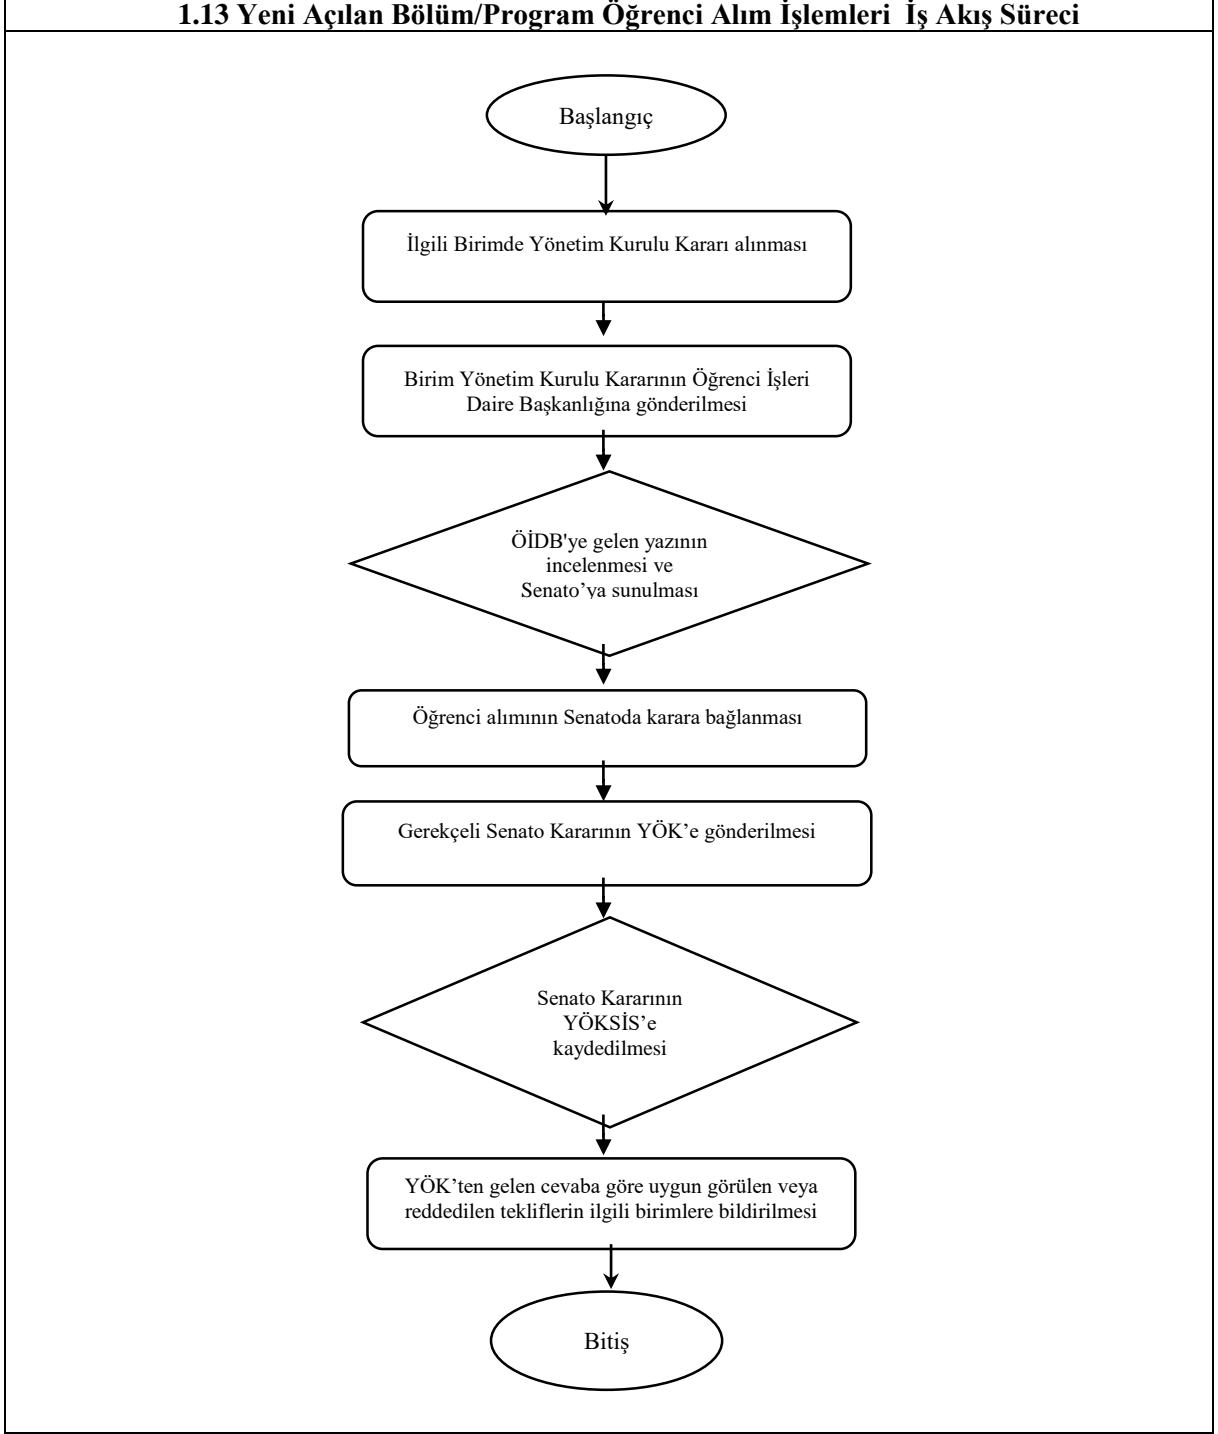 1.13 Yeni Açılan Bölüm/Program Öğrenci Alım İşlemleri İş Akış Süreci
Başlangıç
İlgili Birimde Yönetim Kurulu Kararı alınması
Birim Yönetim Kurulu Kararının Öğrenci İşleri
Daire Başkanlığına gönderilmesi
ÖİDB'ye gelen yazının
incelenmesi ve
Senato’ya sunulması
Öğrenci alımının Senatoda karara bağlanması
Gerekçeli Senato Kararının YÖK’e gönderilmesi
Senato Kararının
YÖKSİS’e
kaydedilmesi
YÖK’ten gelen cevaba göre uygun görülen veya
reddedilen tekliflerin ilgili birimlere bildirilmesi
Bitiş